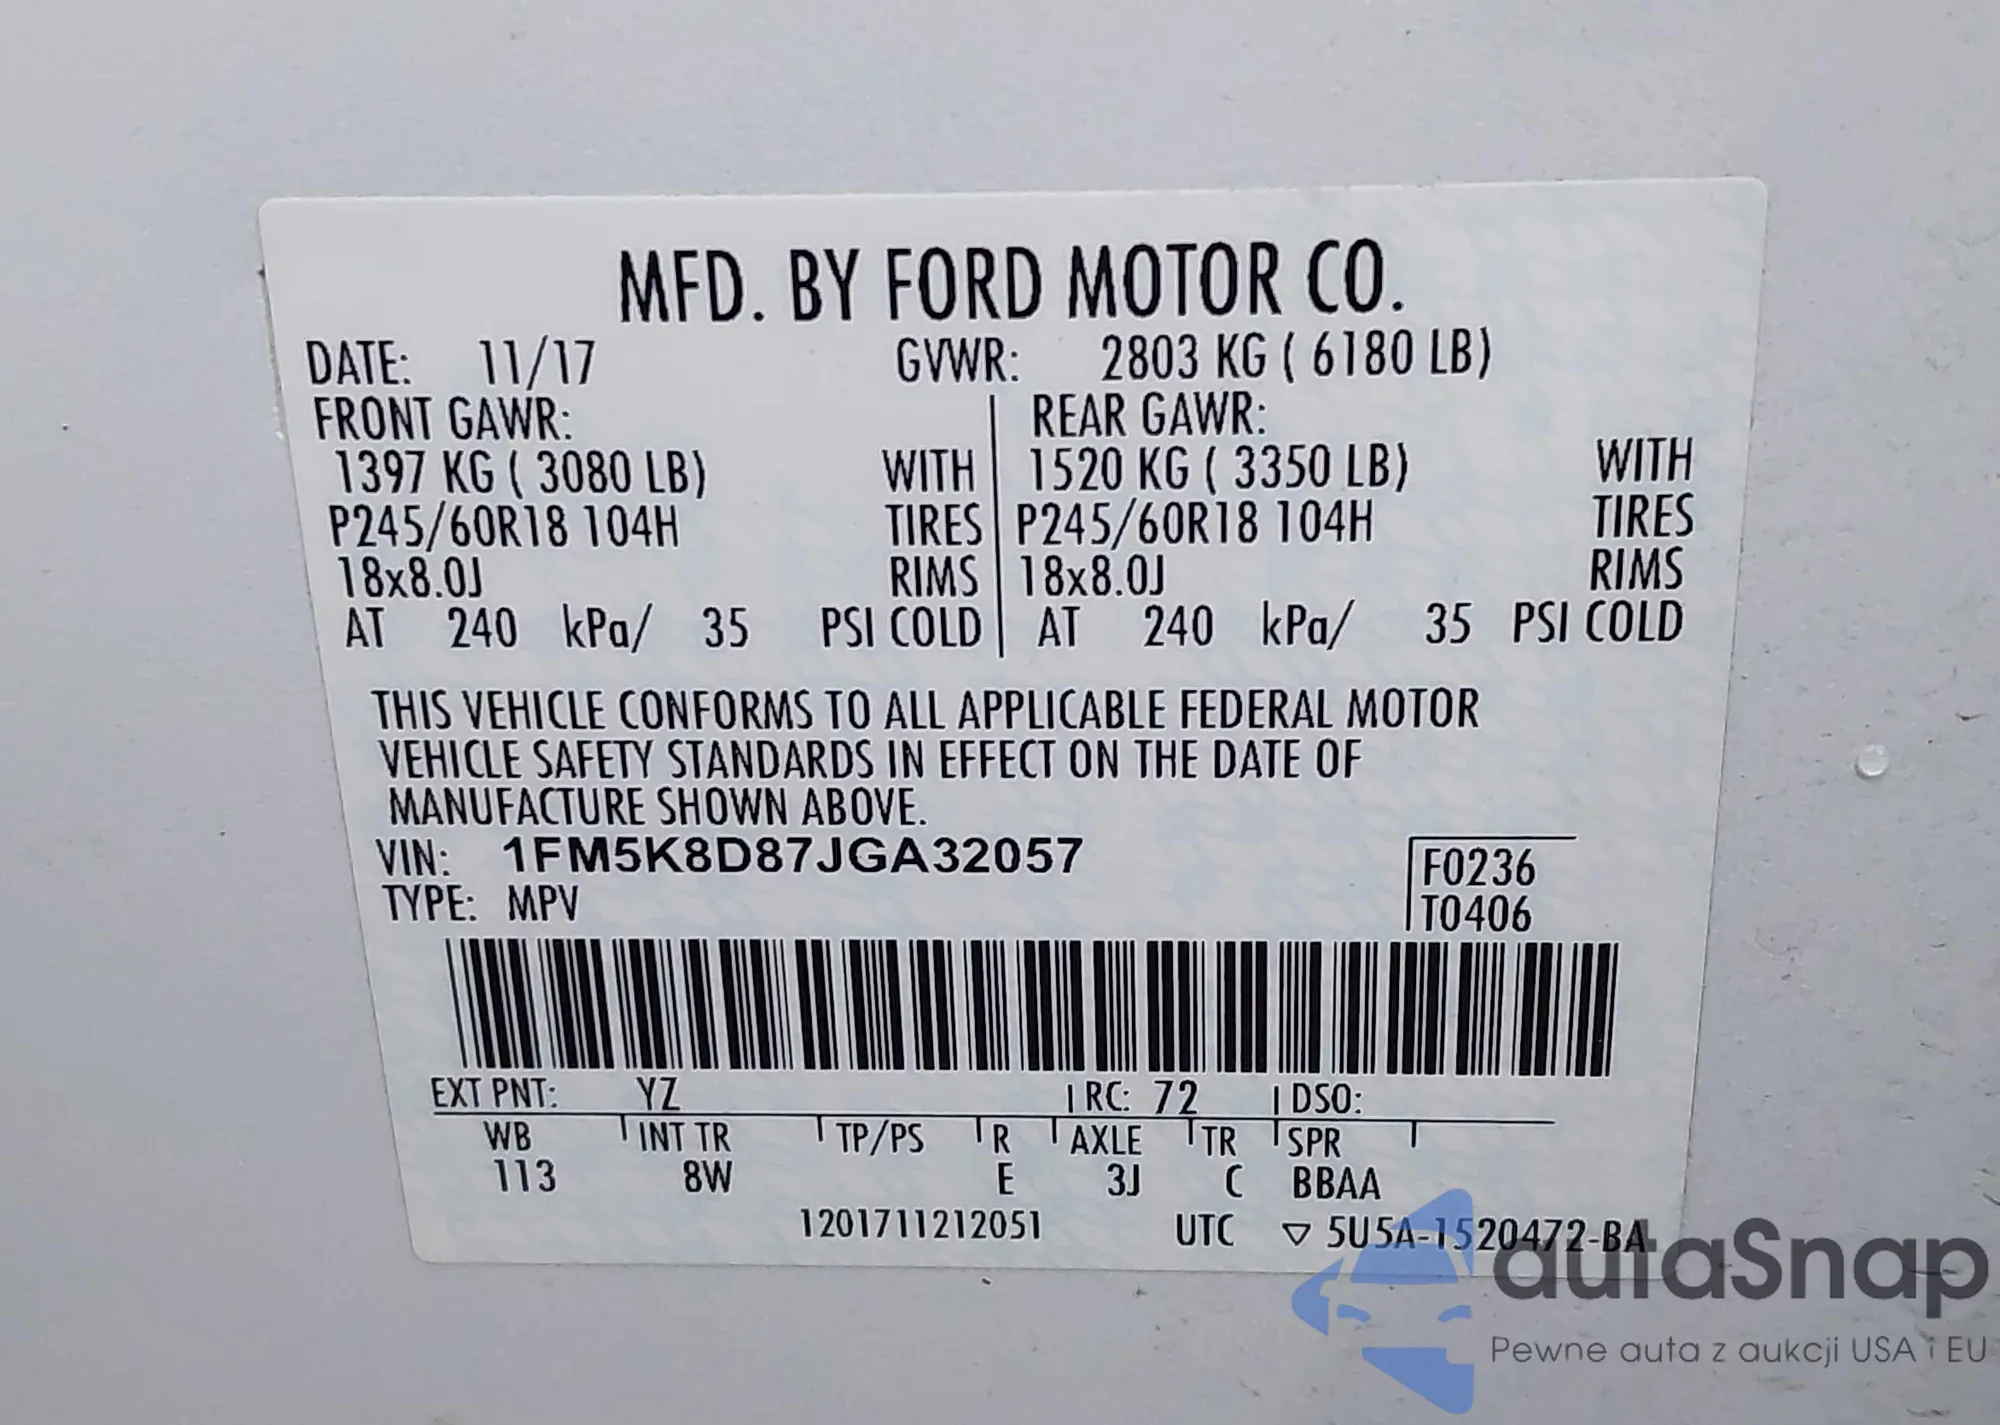 MFD. BY FORD MOTOR CO.
DATE: 11/17 GVWR: 2803 KG ( 6180 LB)
FRONT GAWR: REAR GAWR:
1397 KG ( 3080 LB) WITH 1520 KG ( 3350 LB) WITH
P245/60R18 104H TIRES P245/60R18 104H TIRES
18x8.0J RIMS 18x8.0J RIMS
AT 240 kPa/ 35 PSI COLD AT 240 kPa/ 35 PSI COLD
THIS VEHICLE CONFORMS TO ALL APPLICABLE FEDERAL MOTOR
VEHICLE SAFETY STANDARDS IN EFFECT ON THE DATE OF
MANUFACTURE SHOWN ABOVE.
VIN: 1FM5K8D87JGA32057 F0236
TYPE: MPV T0406
EXT PNT: YZ RC: 72 DSO:
WB INT TR TP/PS R AXLE TR SPR
113 8W E 3J C BBAA
1201711212051 UTC ▽ 5U5A-1520472-BA
autaSnap
Pewne auta z aukcji USA i EU